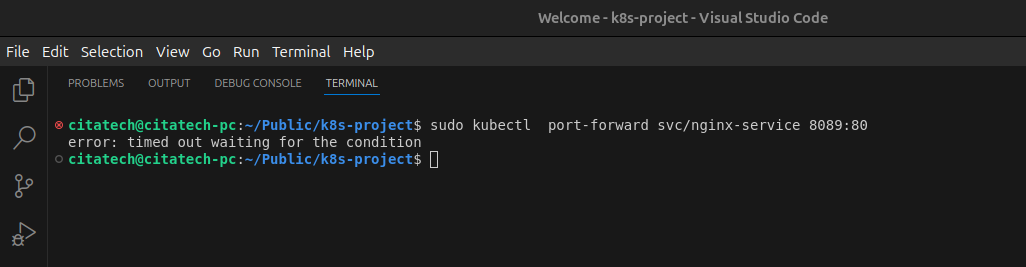 Welcome - k8s-project - Visual Studio Code
File Edit Selection View Go Run Terminal Help
PROBLEMS OUTPUT DEBUG CONSOLE TERMINAL
citatech@citatech-pc:~/Public/k8s-project$ sudo kubectl  port-forward svc/nginx-service 8089:80
error: timed out waiting for the condition
citatech@citatech-pc:~/Public/k8s-project$